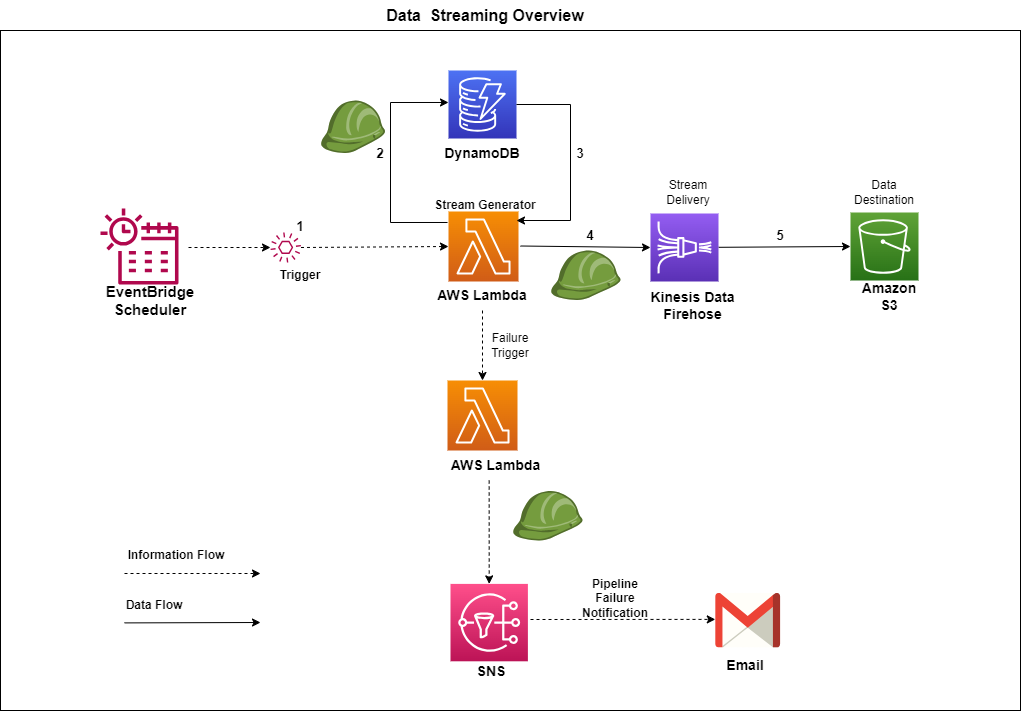 Data Streaming Overview
DynamoDB
2
3
Stream Generator
Stream
Delivery
Data
Destination
1
4
5
Trigger
EventBridge
Scheduler
AWS Lambda
Kinesis Data
Firehose
Amazon
S3
Failure
Trigger
AWS Lambda
Information Flow
Data Flow
Pipeline
Failure
Notification
SNS
Email